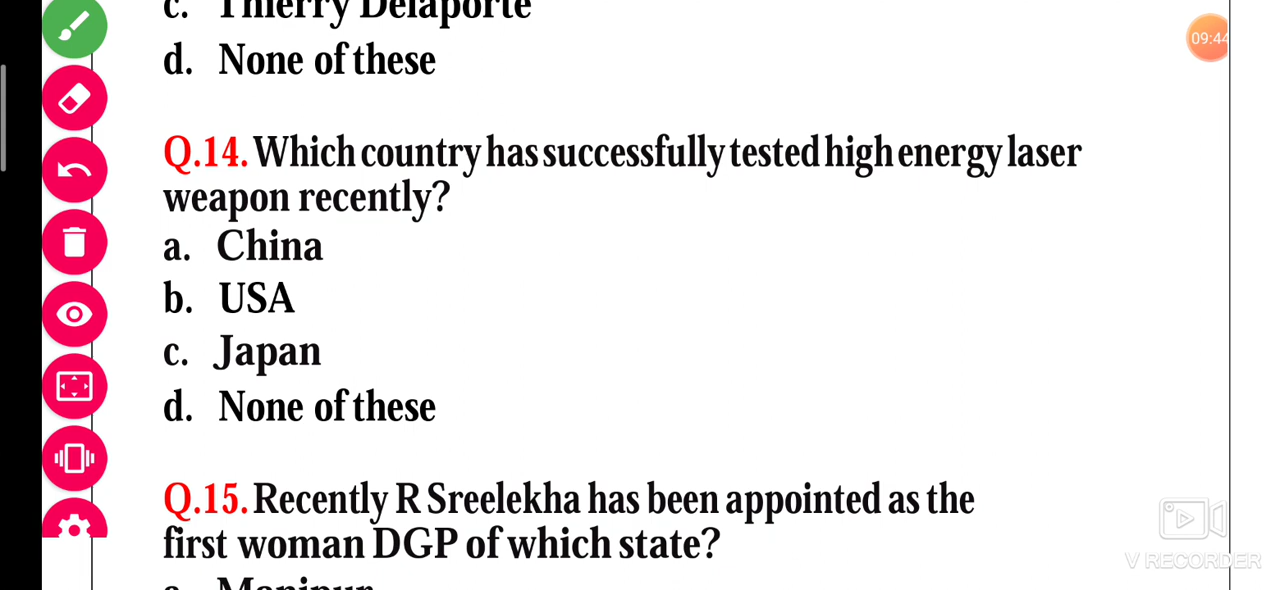 c. Thierry Delaporte
d. None of these
09:44
Q.14. Which country has successfully tested high energy laser
weapon recently?
a. China
b. USA
c. Japan
d. None of these
Q.15. Recently R Sreelekha has been appointed as the
first woman DGP of which state?
a. Manipur
V RECORDER